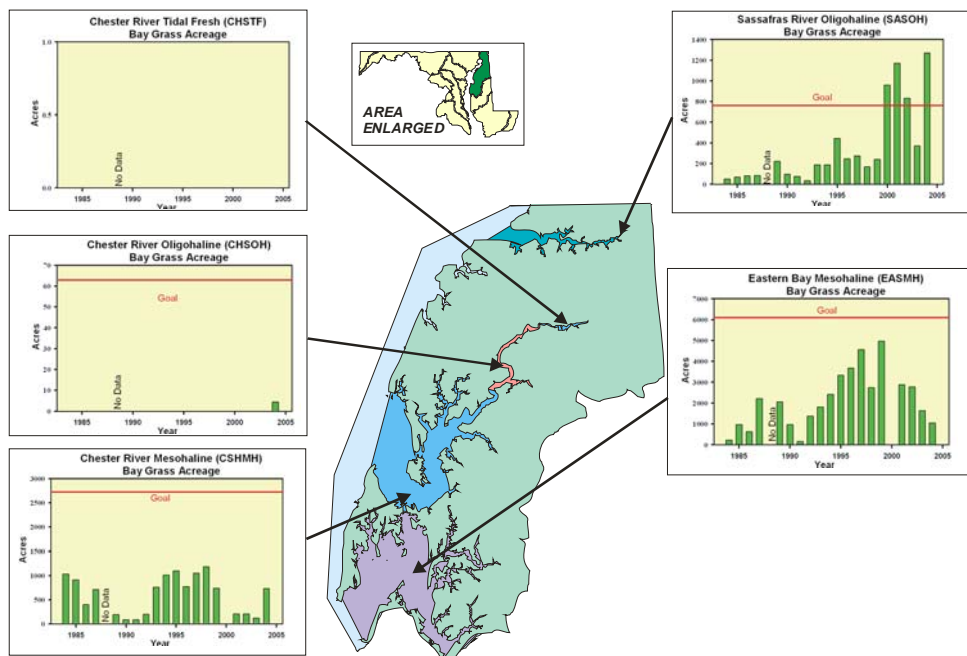 Chester River Tidal Fresh (CHSTF)
Bay Grass Acreage
1.0
0.5
0.0
Acres
No Data
1985 1990 1995 2000 2005
Year
AREA
ENLARGED
Sassafras River Oligohaline (SASOH)
Bay Grass Acreage
1400
1200
1000
800
600
400
200
0
Acres
Goal
No Data
1985 1990 1995 2000 2005
Year
Chester River Oligohaline (CHSOH)
Bay Grass Acreage
70
60
50
40
30
20
10
0
Acres
Goal
No Data
1985 1990 1995 2000 2005
Year
Eastern Bay Mesohaline (EASMH)
Bay Grass Acreage
7000
6000
5000
4000
3000
2000
1000
0
Acres
Goal
No Data
1985 1990 1995 2000 2005
Year
Chester River Mesohaline (CSHMH)
Bay Grass Acreage
3000
2500
2000
1500
1000
500
0
Acres
Goal
No Data
1985 1990 1995 2000 2005
Year